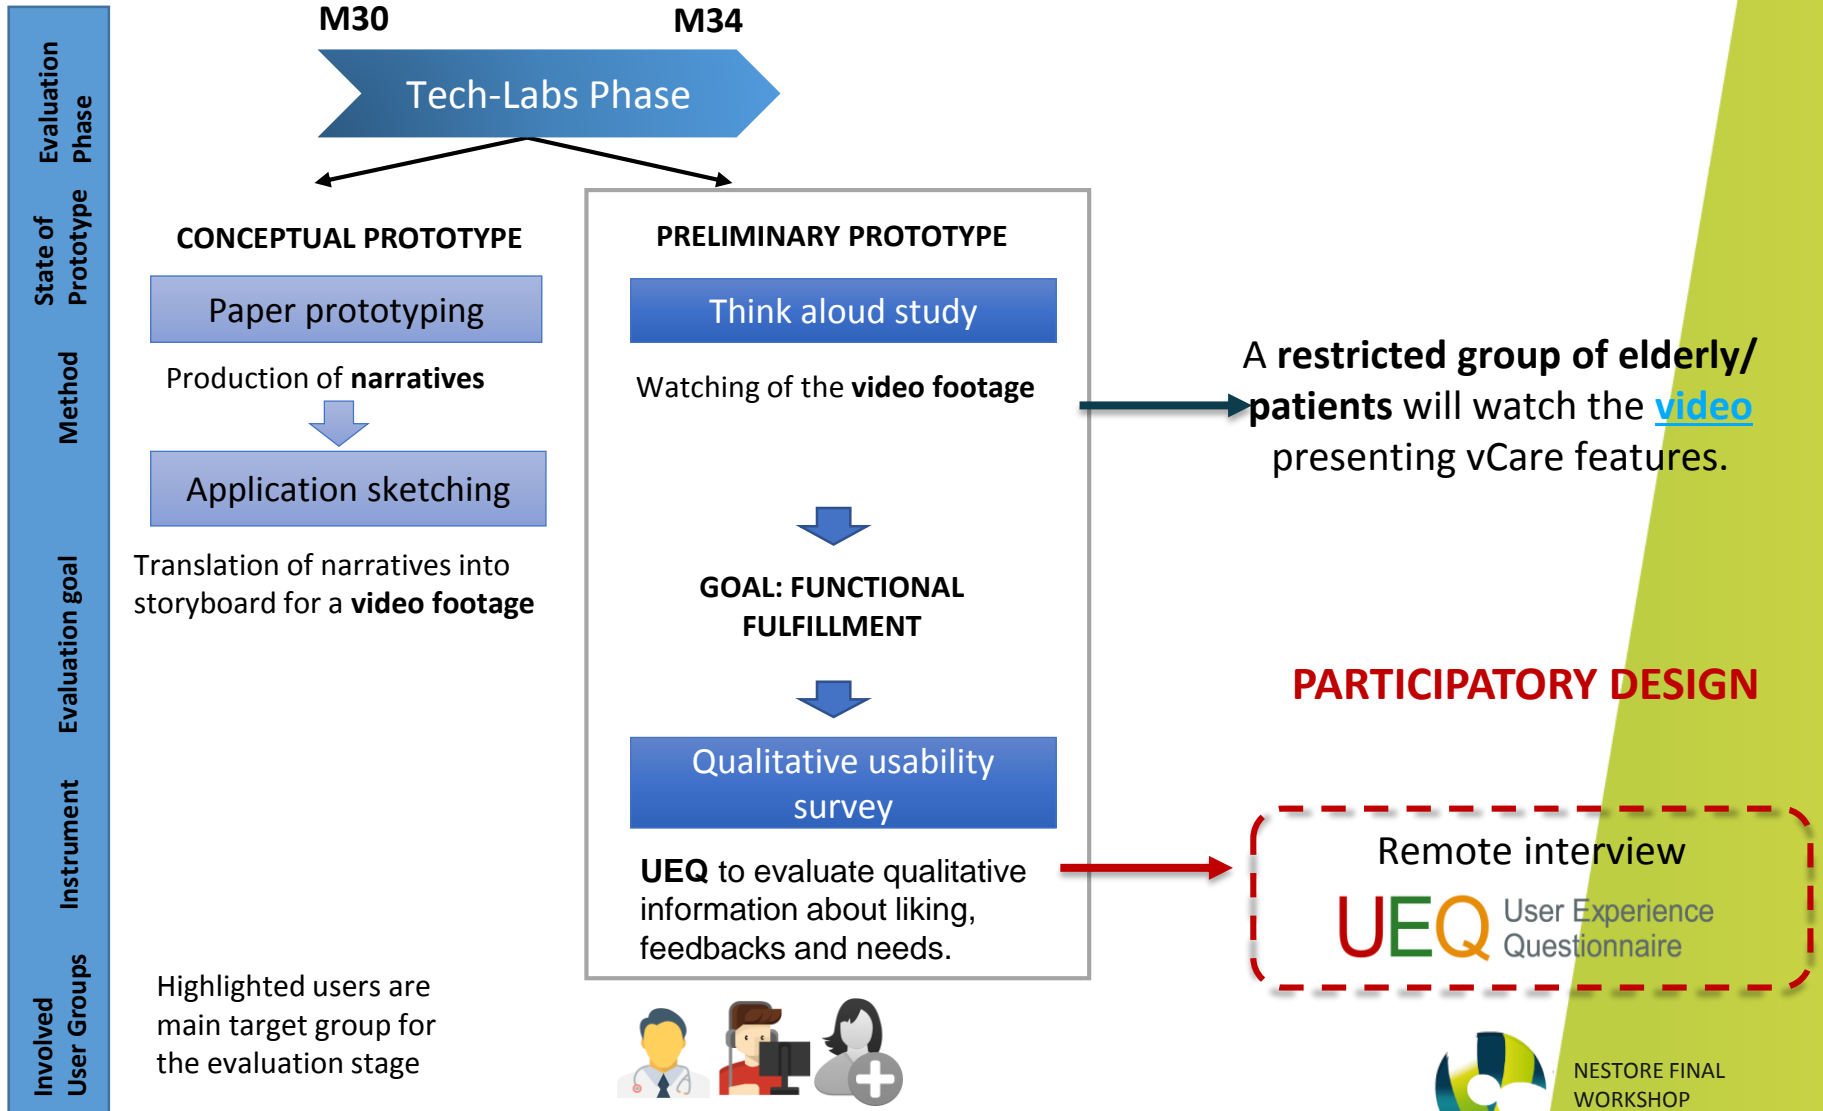 M30
M34
Evaluation
Phase
Tech-Labs Phase
State of
Prototype
CONCEPTUAL PROTOTYPE
Paper prototyping
PRELIMINARY PROTOTYPE
Think aloud study
Method
Production of narratives
Application sketching
Watching of the video footage
A restricted group of elderly/
patients will watch the video
presenting vCare features.
Evaluation goal
Translation of narratives into
storyboard for a video footage
GOAL: FUNCTIONAL
FULFILLMENT
PARTICIPATORY DESIGN
Instrument
Qualitative usability
survey
UEQ to evaluate qualitative
information about liking,
feedbacks and needs.
Remote interview
UEQ User Experience
Questionnaire
Involved
User Groups
Highlighted users are
main target group for
the evaluation stage
NESTORE FINAL
WORKSHOP